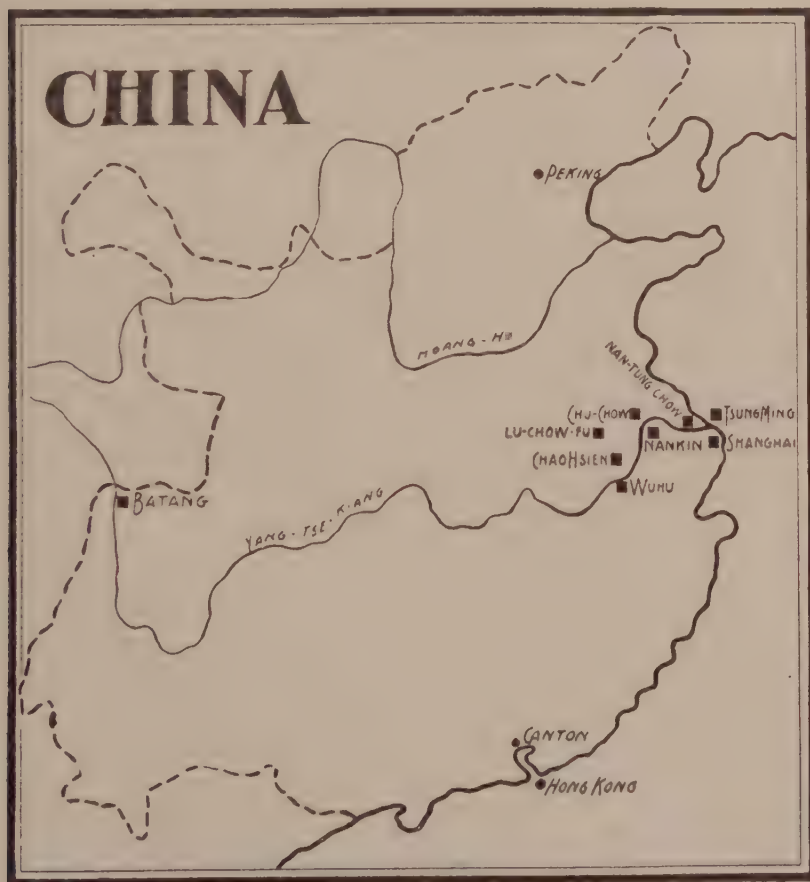 CHINA
PEKING
HOANG-HO
NAN-TUNG CHOW
CHU-CHOW
TSUNGMING
LU-CHOW-FU
NANKIN
SHANGHAI
CHAOHSIEN
WUHU
BATANG
YANG-TSE-KIANG
CANTON
HONG KONG